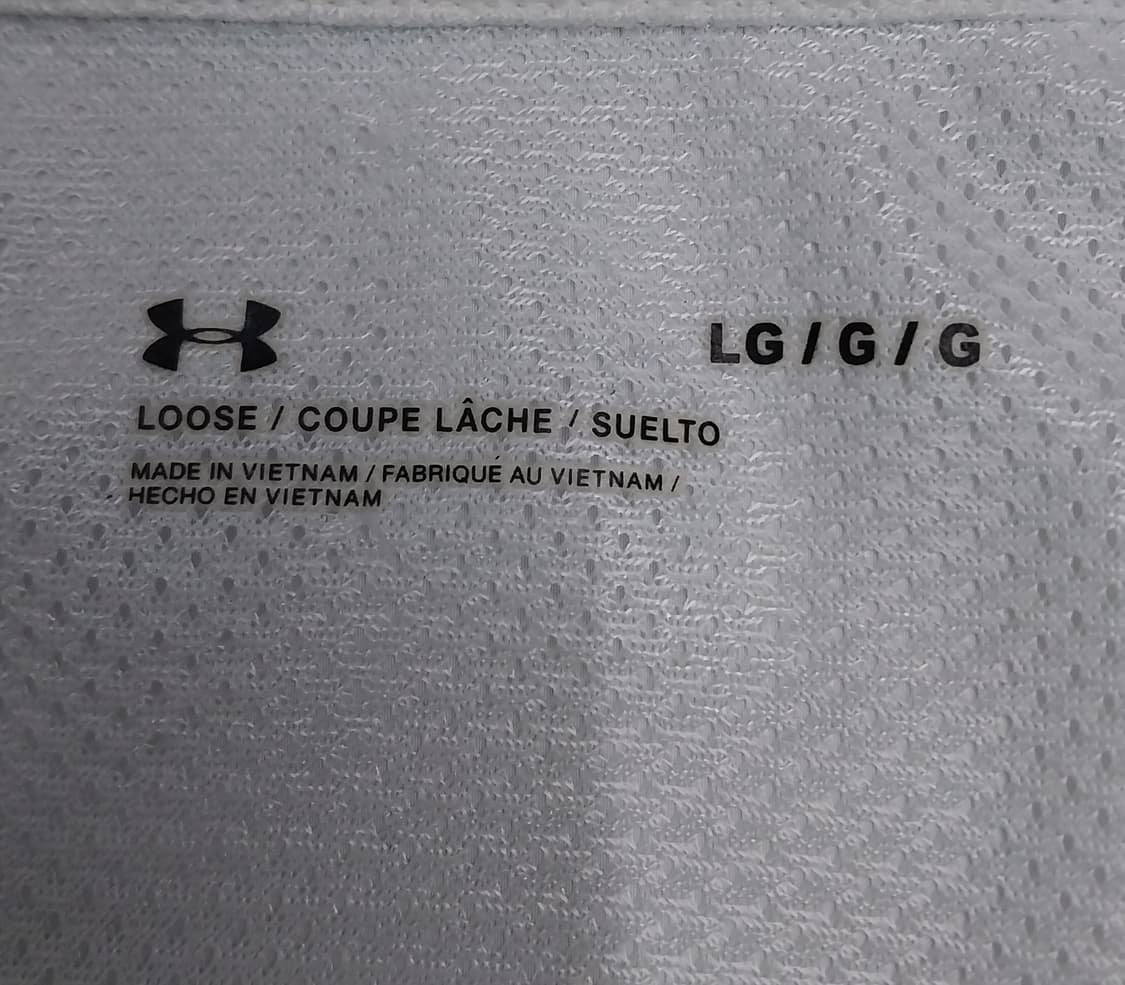 LG / G / G
LOOSE / COUPE LÂCHE / SUELTO
MADE IN VIETNAM / FABRIQUÉ AU VIETNAM /
HECHO EN VIETNAM